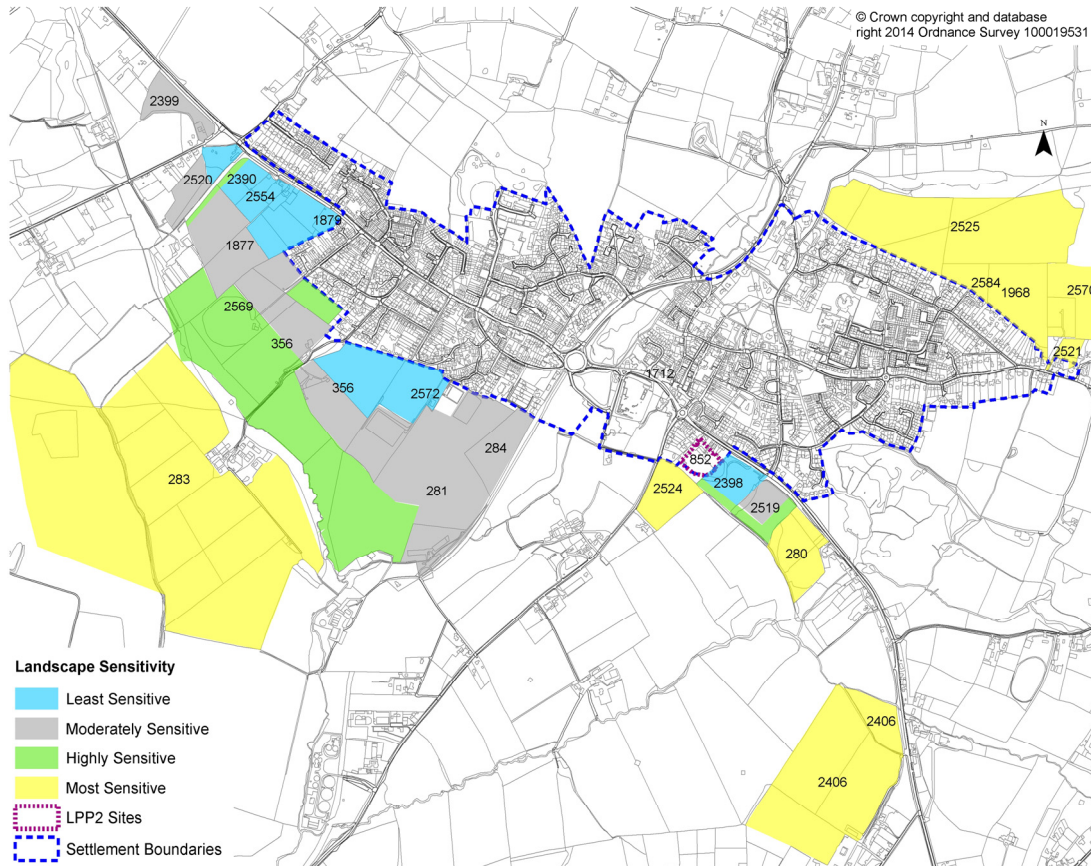 © Crown copyright and database
right 2014 Ordnance Survey 100019531
N
2399
2520
2390
2554
1879
1877
2569
356
356
2572
284
281
283
1712
852
2398
2524
2519
280
2525
2584
1968
2570
2521
2406
2406
Landscape Sensitivity
Least Sensitive
Moderately Sensitive
Highly Sensitive
Most Sensitive
LPP2 Sites
Settlement Boundaries